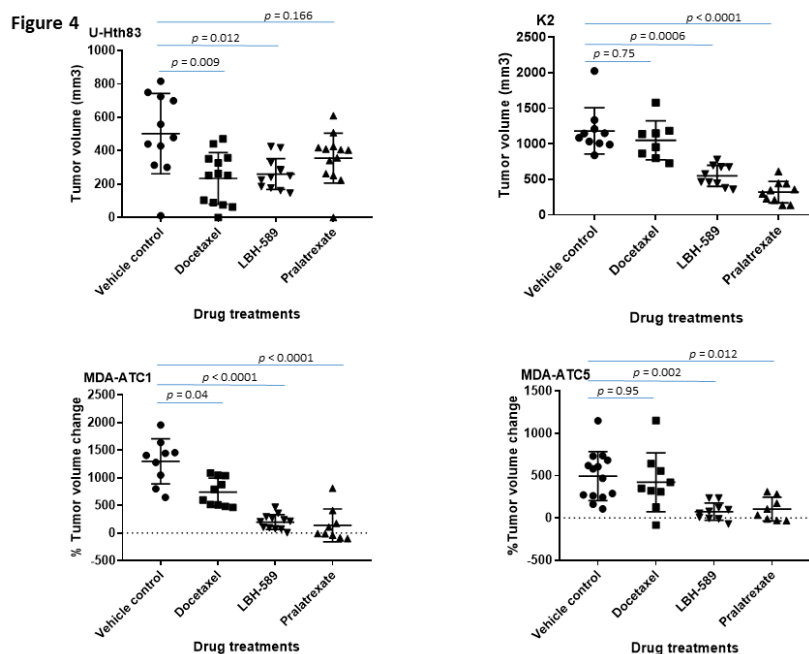 Figure 4
U-Hth83
p = 0.166
p = 0.012
p = 0.009
Tumor volume (mm3)
1000
800
600
400
200
0
Vehicle control
Docetaxel
LBH-589
Pralatrexate
Drug treatments
K2
p < 0.0001
p = 0.0006
p = 0.75
Tumor volume (mm3)
2500
2000
1500
1000
500
0
Vehicle control
Docetaxel
LBH-589
Pralatrexate
Drug treatments
MDA-ATC1
p < 0.0001
p < 0.0001
p = 0.04
% Tumor volume change
2500
2000
1500
1000
500
0
-500
Vehicle control
Docetaxel
LBH-589
Pralatrexate
Drug treatments
MDA-ATC5
p = 0.012
p = 0.002
p = 0.95
% Tumor volume change
1500
1000
500
0
-500
Vehicle control
Docetaxel
LBH-589
Pralatrexate
Drug treatments